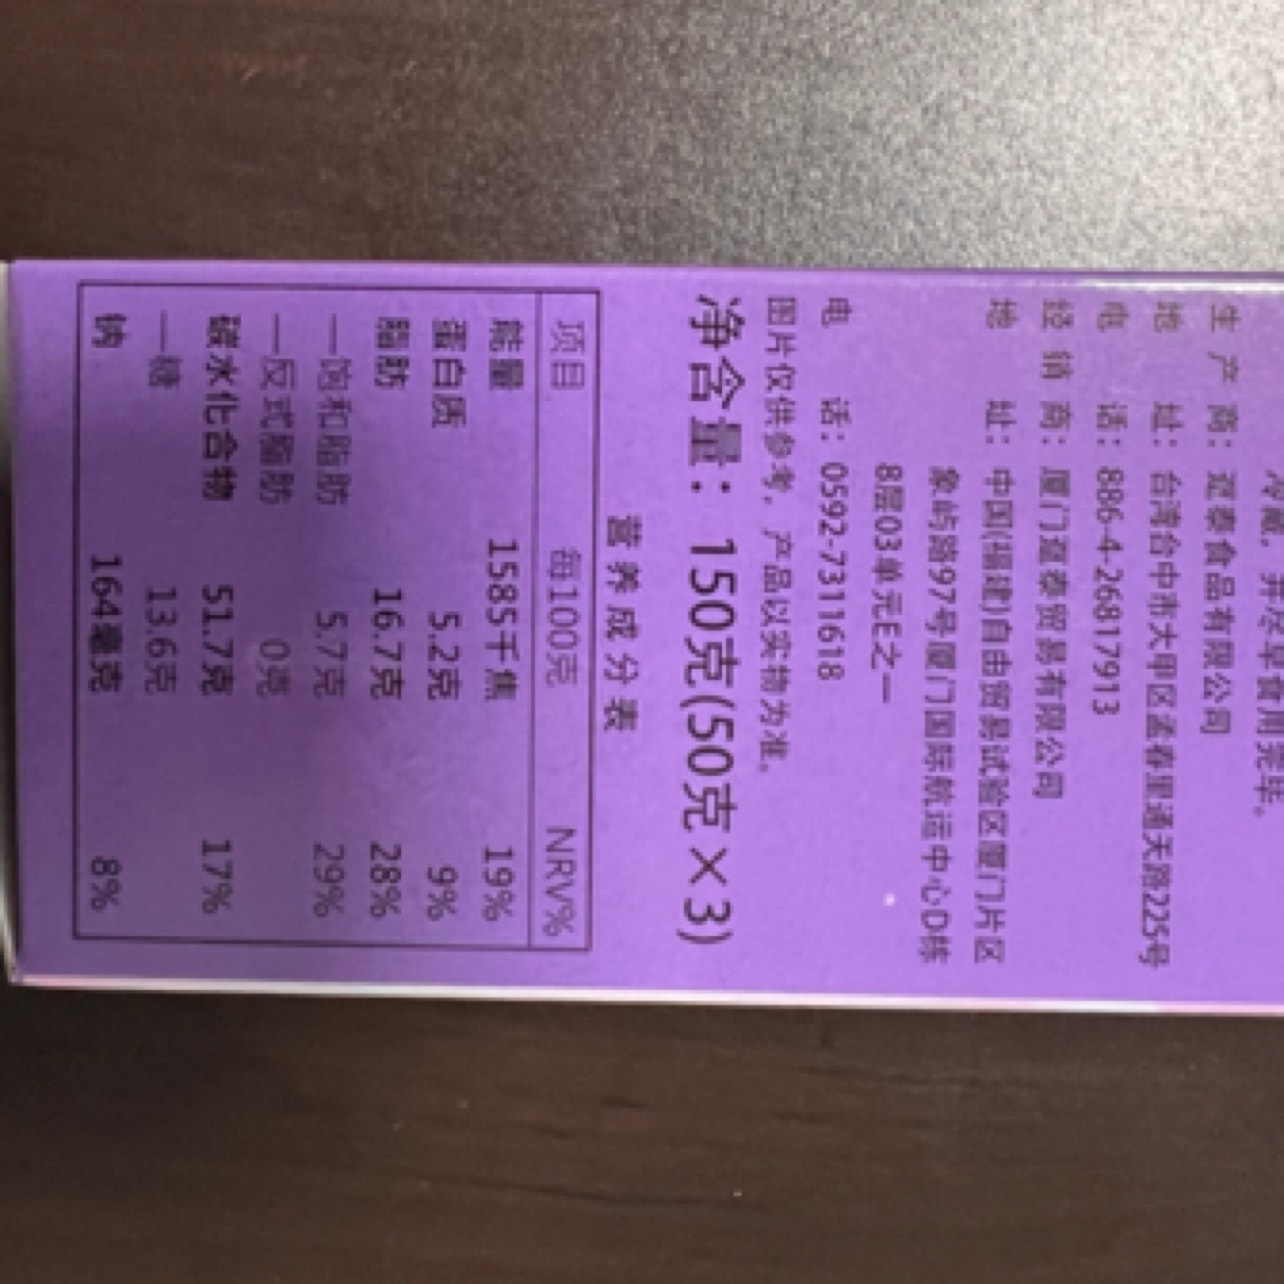 冷藏，并尽早食用完毕。
生产商：冠泰食品有限公司
地址：台湾台中市大甲区孟春里通天路225号
电话：886-4-26817913
经销商：厦门冠泰贸易有限公司
地址：中国(福建)自由贸易试验区厦门片区
象屿路97号厦门国际航运中心D栋
8层03单元E之一
电话：0592-7311618
图片仅供参考，产品以实物为准。
净含量：150克(50克×3)
营养成分表
项目 每100克 NRV%
能量 1585千焦 19%
蛋白质 5.2克 9%
脂肪 16.7克 28%
—饱和脂肪 5.7克 29%
—反式脂肪 0克
碳水化合物 51.7克 17%
—糖 13.6克
钠 164毫克 8%